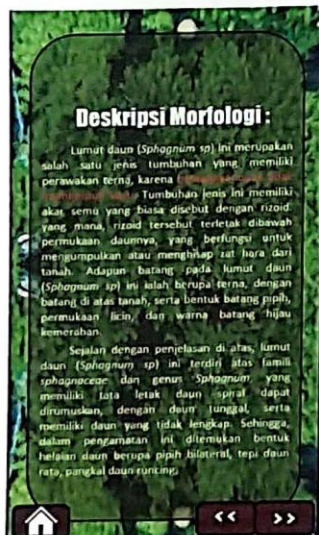 Deskripsi Morfologi :
Lumut daun (Sphagnum sp) ini merupakan
salah satu jenis tumbuhan yang memiliki
perawakan terna, karena
Tumbuhan jenis ini memiliki
akar semu yang biasa disebut dengan rizoid.
yang mana, rizoid tersebut terletak dibawah
permukaan daunnya, yang berfungsi untuk
mengumpulkan atau menghisap zat hara dari
tanah. Adapun batang pada lumut daun
(Sphagnum sp) ini ialah berupa terna, dengan
batang di atas tanah, serta bentuk batang pipih,
permukaan licin, dan warna batang hijau
kemerahan.
Sejalan dengan penjelasan di atas, lumut
daun (Sphagnum sp) ini terdiri atas famili
sphagnaceae dan genus Sphagnum, yang
memiliki tata letak daun spiral dapat
dirumuskan, dengan daun tunggal, serta
memiliki daun yang tidak lengkap. Sehingga,
dalam pengamatan ini ditemukan bentuk
helaian daun berupa pipih bilateral, tepi daun
rata, pangkal daun runcing.
<< >>